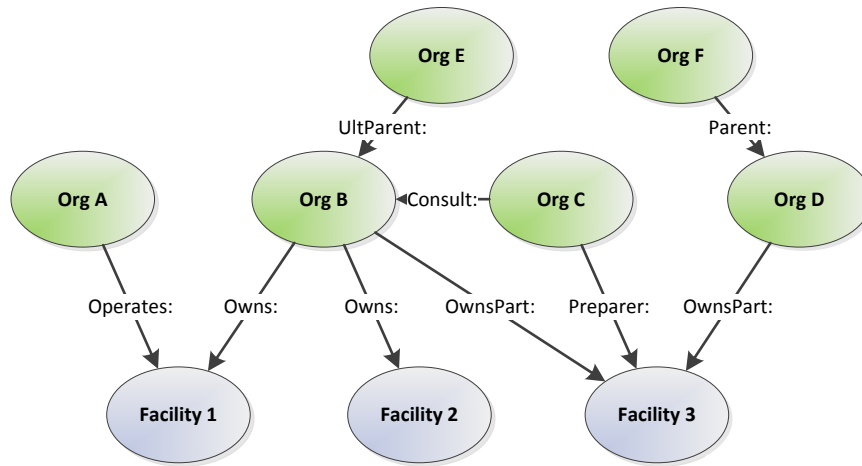 Org E
Org F
UltParent:
Parent:
Org A
Org B
Consult:
Org C
Org D
Operates:
Owns:
Owns:
OwnsPart:
Preparer:
OwnsPart:
Facility 1
Facility 2
Facility 3